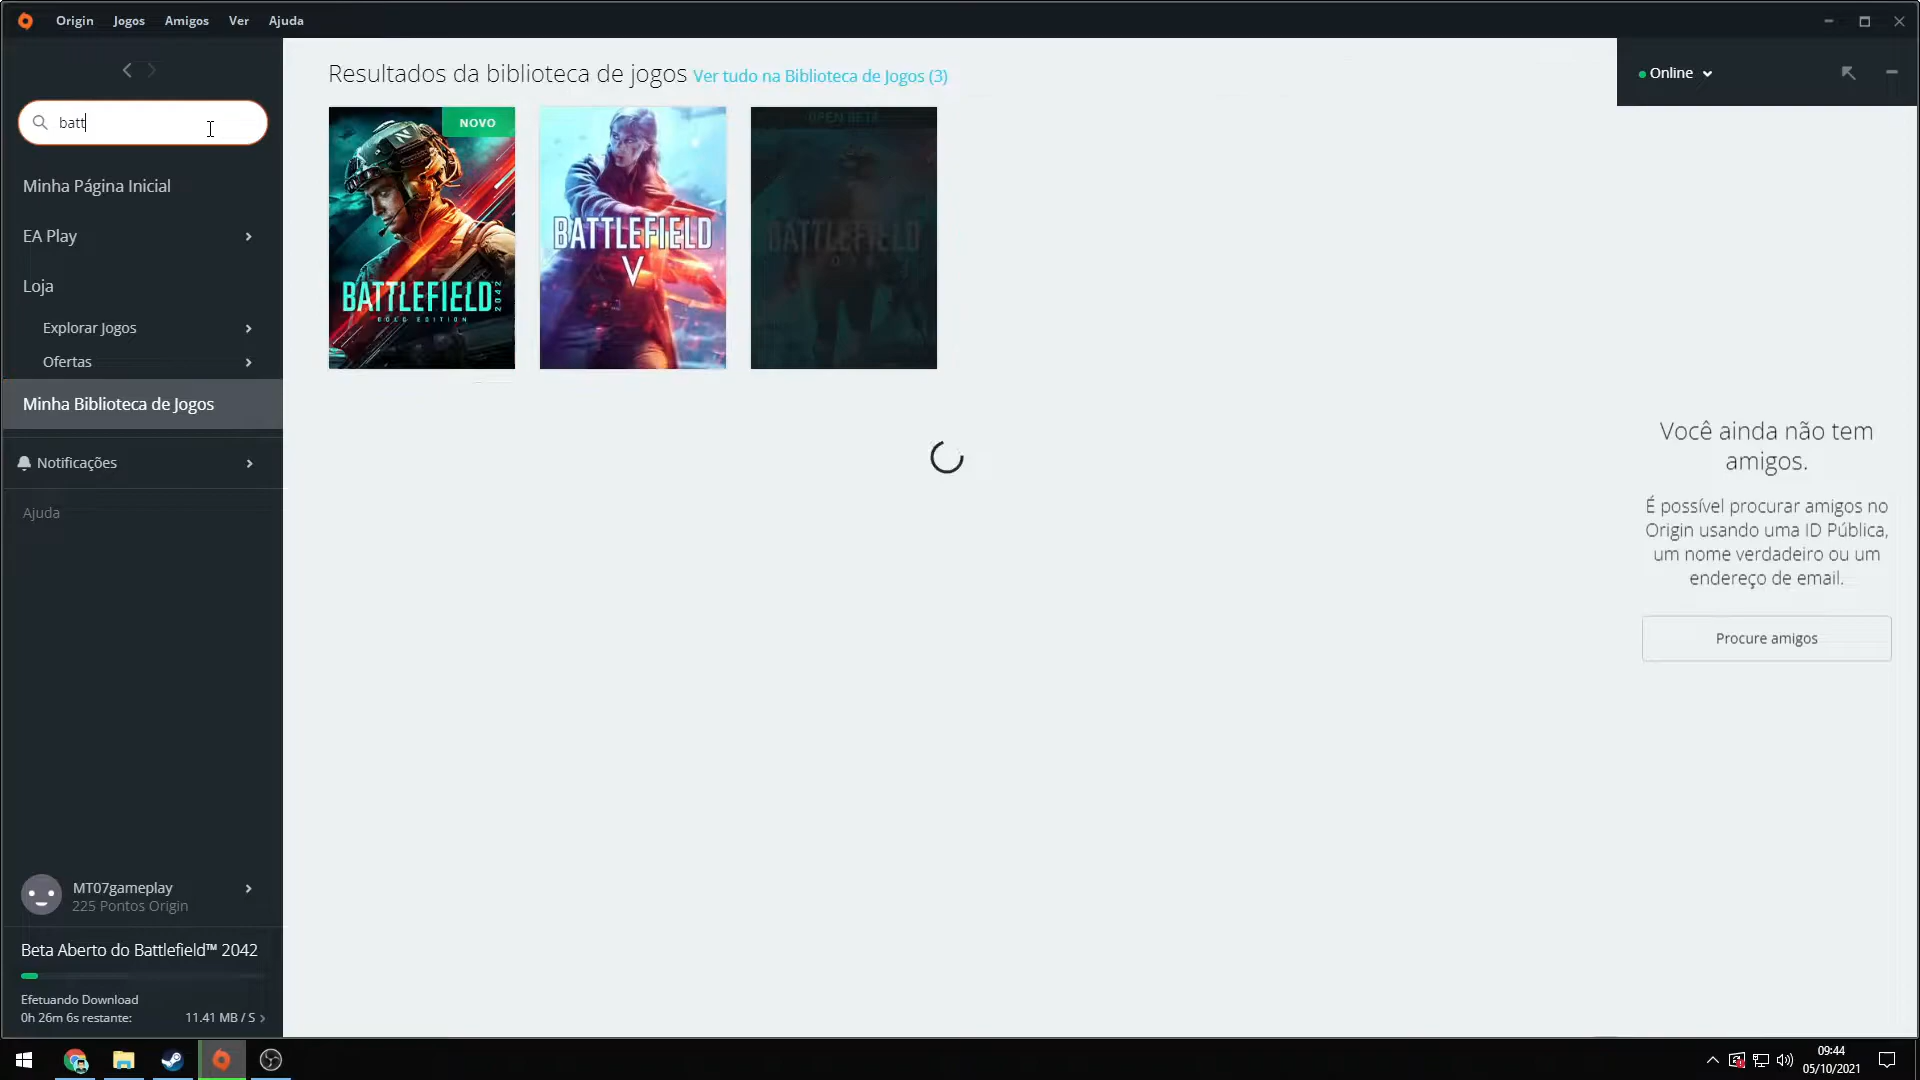 Origin Jogos Amigos Ver Ajuda
batt
Minha Página Inicial
EA Play
Loja
Explorar Jogos
Ofertas
Minha Biblioteca de Jogos
Notificações
Ajuda
MT07gameplay
225 Pontos Origin
Beta Aberto do Battlefield™ 2042
Efetuando Download
0h 26m 6s restante: 11.41 MB / S
Resultados da biblioteca de jogos Ver tudo na Biblioteca de Jogos (3)
NOVO
BATTLEFIELD 2042
GOLD EDITION
BATTLEFIELD
V
OPEN BETA
BATTLEFIELD
Online
Você ainda não tem
amigos.
É possível procurar amigos no
Origin usando uma ID Pública,
um nome verdadeiro ou um
endereço de email.
Procure amigos
09:44
05/10/2021